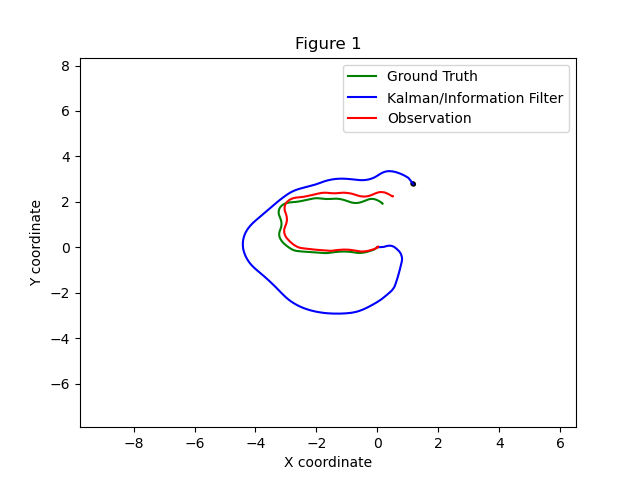 Figure 1
Ground Truth
Kalman/Information Filter
Observation
8
6
4
2
0
−2
−4
−6
Y coordinate
−8 −6 −4 −2 0 2 4 6
X coordinate